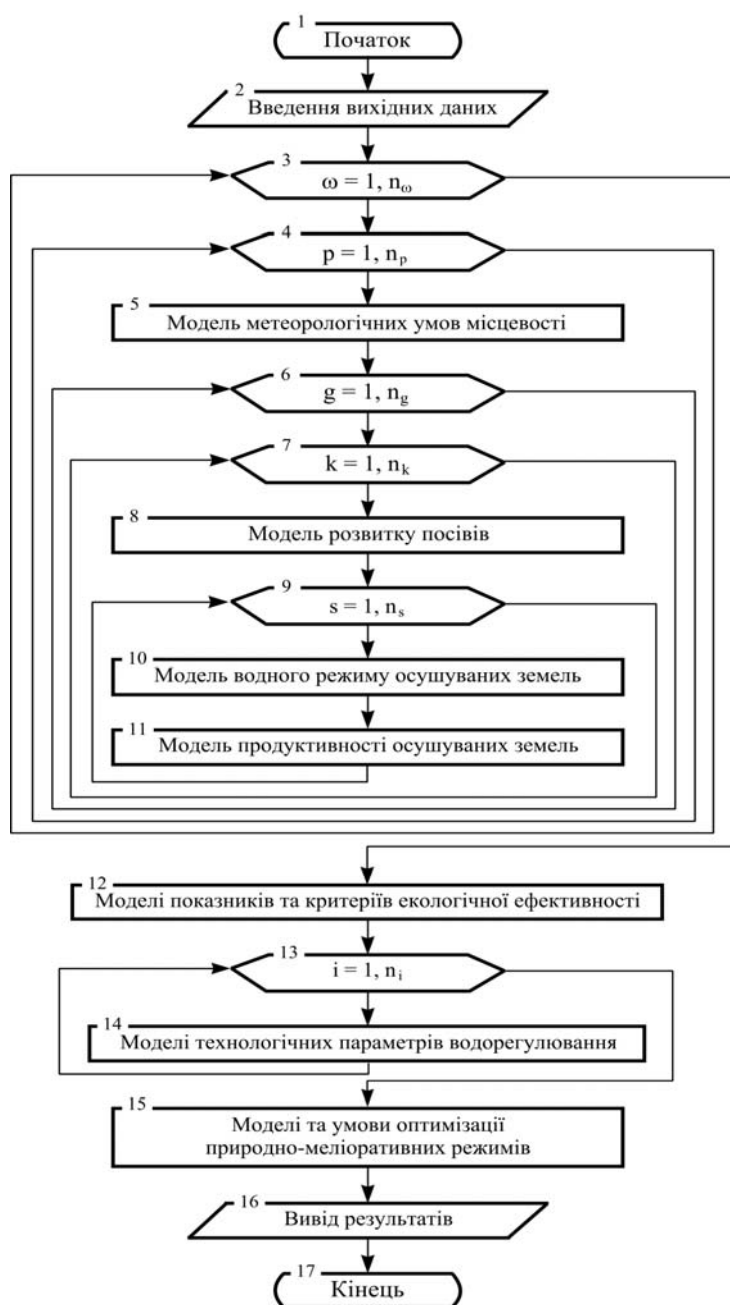 1
Початок
2
Введення вихідних даних
3
ω = 1, nω
4
p = 1, np
5
Модель метеорологічних умов місцевості
6
g = 1, ng
7
k = 1, nk
8
Модель розвитку посівів
9
s = 1, ns
10
Модель водного режиму осушуваних земель
11
Модель продуктивності осушуваних земель
12
Моделі показників та критеріїв екологічної ефективності
13
i = 1, ni
14
Моделі технологічних параметрів водорегулювання
15
Моделі та умови оптимізації
природно-меліоративних режимів
16
Вивід результатів
17
Кінець